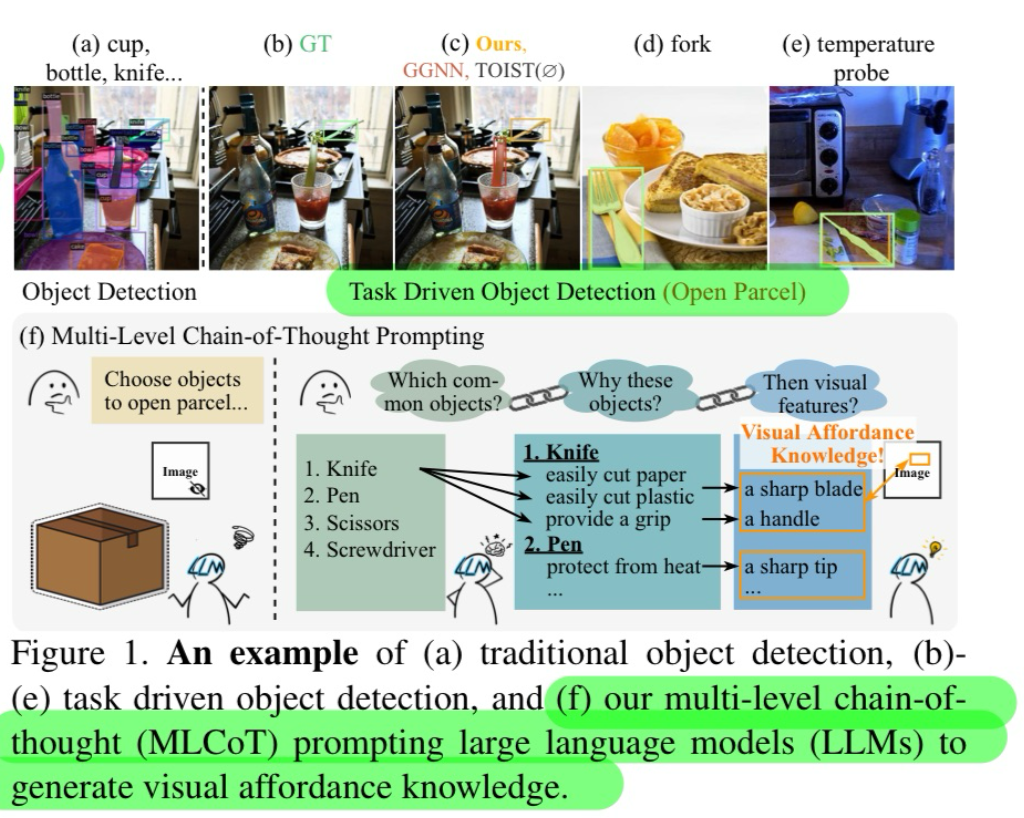 (a) cup,
bottle, knife...
(b) GT
(c) Ours,
GGNN, TOIST(∅)
(d) fork
(e) temperature
probe
Object Detection
Task Driven Object Detection (Open Parcel)
(f) Multi-Level Chain-of-Thought Prompting
Choose objects
to open parcel...
Image
Which com-
mon objects?
Why these
objects?
Then visual
features?
1. Knife
2. Pen
3. Scissors
4. Screwdriver
LLM
1. Knife
easily cut paper
easily cut plastic
provide a grip
2. Pen
protect from heat
...
LLM
Visual Affordance
Knowledge!
Image
a sharp blade
a handle
a sharp tip
...
LLM
Figure 1. An example of (a) traditional object detection, (b)-
(e) task driven object detection, and (f) our multi-level chain-of-
thought (MLCoT) prompting large language models (LLMs) to
generate visual affordance knowledge.